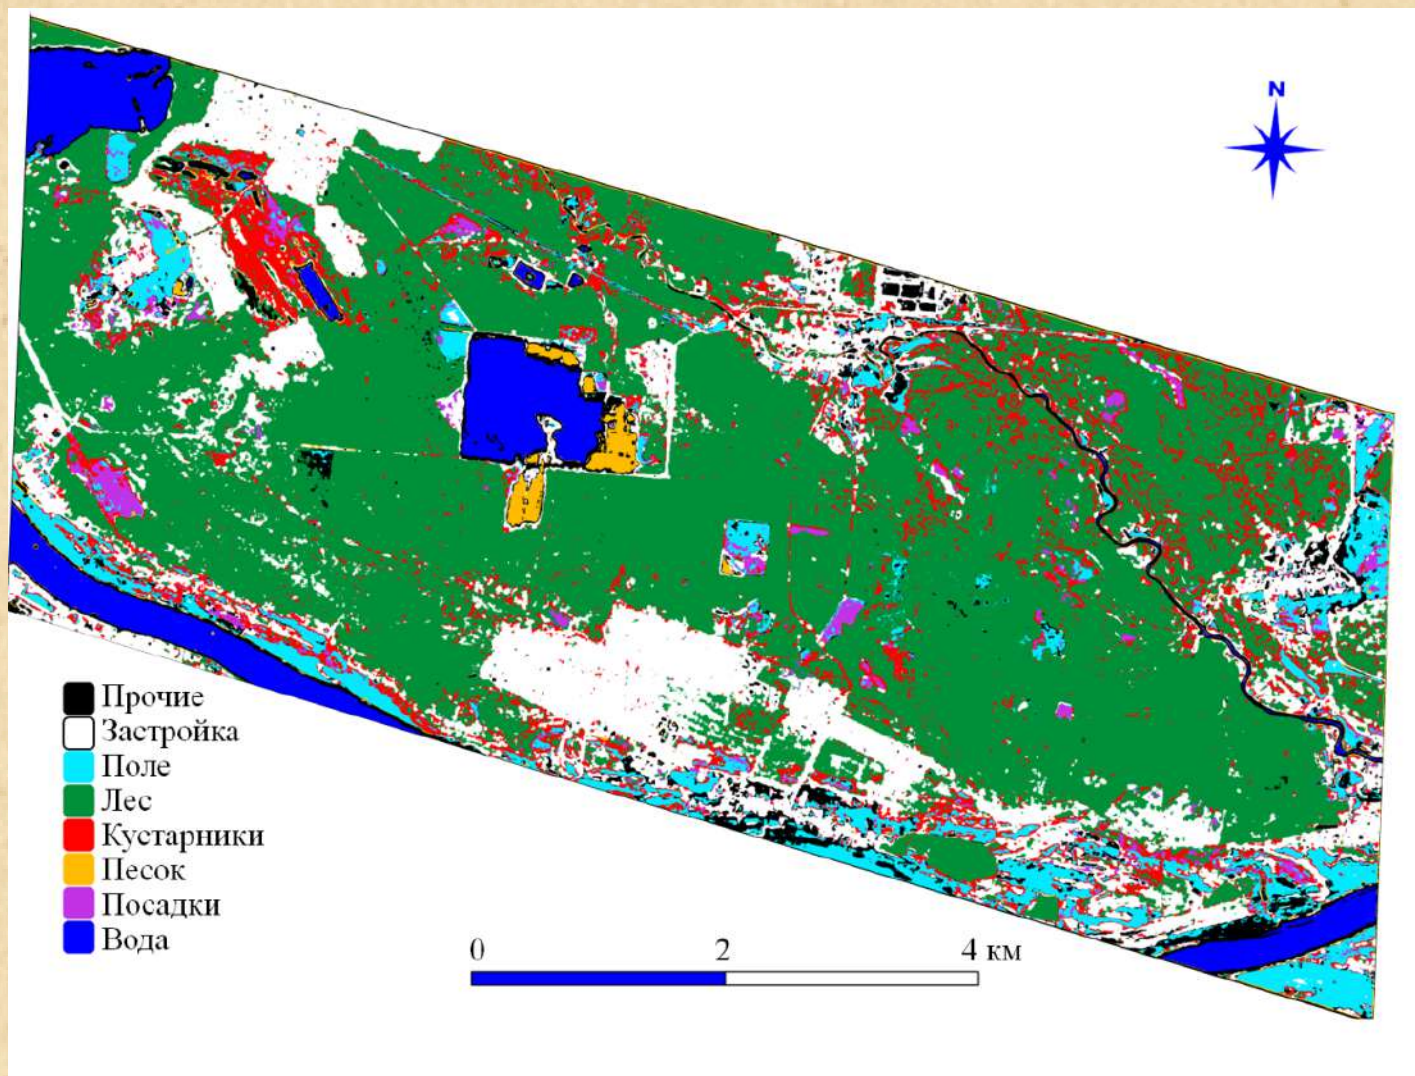 N
Прочие
Застройка
Поле
Лес
Кустарники
Песок
Посадки
Вода
0 2 4 км